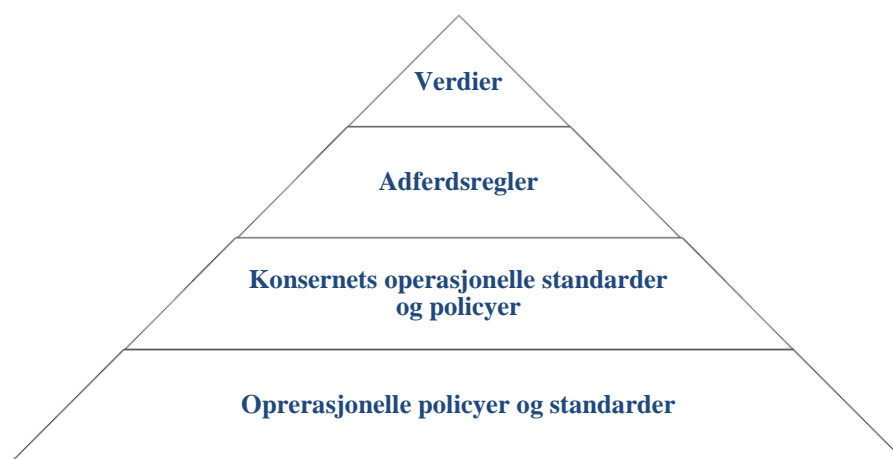 Verdier
Adferdsregler
Konsernets operasjonelle standarder
og policyer
Oprerasjonelle policyer og standarder